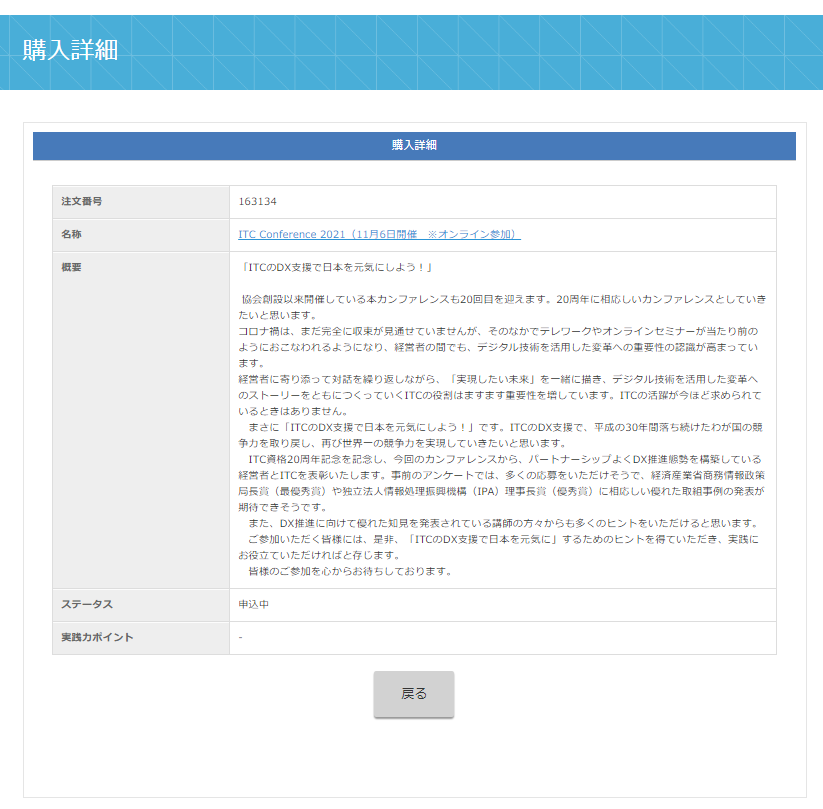 購入詳細
購入詳細
注文番号
163134
名称
ITC Conference 2021（11月6日開催　※オンライン参加）
概要
「ITCのDX支援で日本を元気にしよう！」
協会創設以来開催している本カンファレンスも20回目を迎えます。20周年に相応しいカンファレンスとしていき
たいと思います。
コロナ禍は、まだ完全に収束が見通せていませんが、そのなかでテレワークやオンラインセミナーが当たり前の
ようにおこなわれるようになり、経営者の間でも、デジタル技術を活用した変革への重要性の認識が高まってい
ます。
経営者に寄り添って対話を繰り返しながら、「実現したい未来」を一緒に描き、デジタル技術を活用した変革へ
のストーリーをともにつくっていくITCの役割はますます重要性を増しています。ITCの活躍が今ほど求められて
いるときはありません。
　まさに「ITCのDX支援で日本を元気にしよう！」です。ITCのDX支援で、平成の30年間落ち続けたわが国の競
争力を取り戻し、再び世界一の競争力を実現していきたいと思います。
　ITC資格20周年記念を記念し、今回のカンファレンスから、パートナーシップよくDX推進態勢を構築している
経営者とITCを表彰いたします。事前のアンケートでは、多くの応募をいただけそうで、経済産業省商務情報政策
局長賞（最優秀賞）や独立法人情報処理振興機構（IPA）理事長賞（優秀賞）に相応しい優れた取組事例の発表が
期待できそうです。
　また、DX推進に向けて優れた知見を発表されている講師の方々からも多くのヒントをいただけると思います。
　ご参加いただく皆様には、是非、「ITCのDX支援で日本を元気に」するためのヒントを得ていただき、実践に
お役立ていただければと存じます。
　皆様のご参加を心からお待ちしております。
ステータス
申込中
実践力ポイント
-
戻る